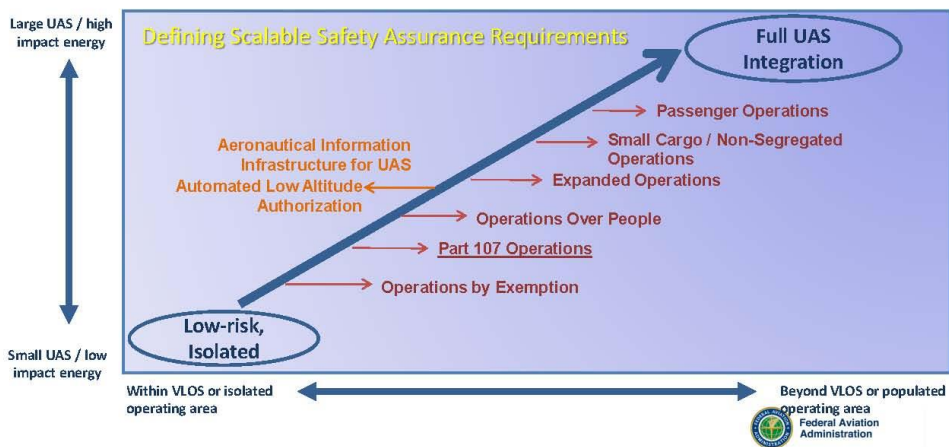 Large UAS / high
impact energy
Defining Scalable Safety Assurance Requirements
Full UAS
Integration
Passenger Operations
Small Cargo / Non-Segregated
Operations
Aeronautical Information
Infrastructure for UAS
Expanded Operations
Automated Low Altitude
Authorization
Operations Over People
Part 107 Operations
Operations by Exemption
Low-risk,
Isolated
Small UAS / low
impact energy
Within VLOS or isolated
operating area
Beyond VLOS or populated
operating area
FEDERAL AVIATION
ADMINISTRATION
Federal Aviation
Administration